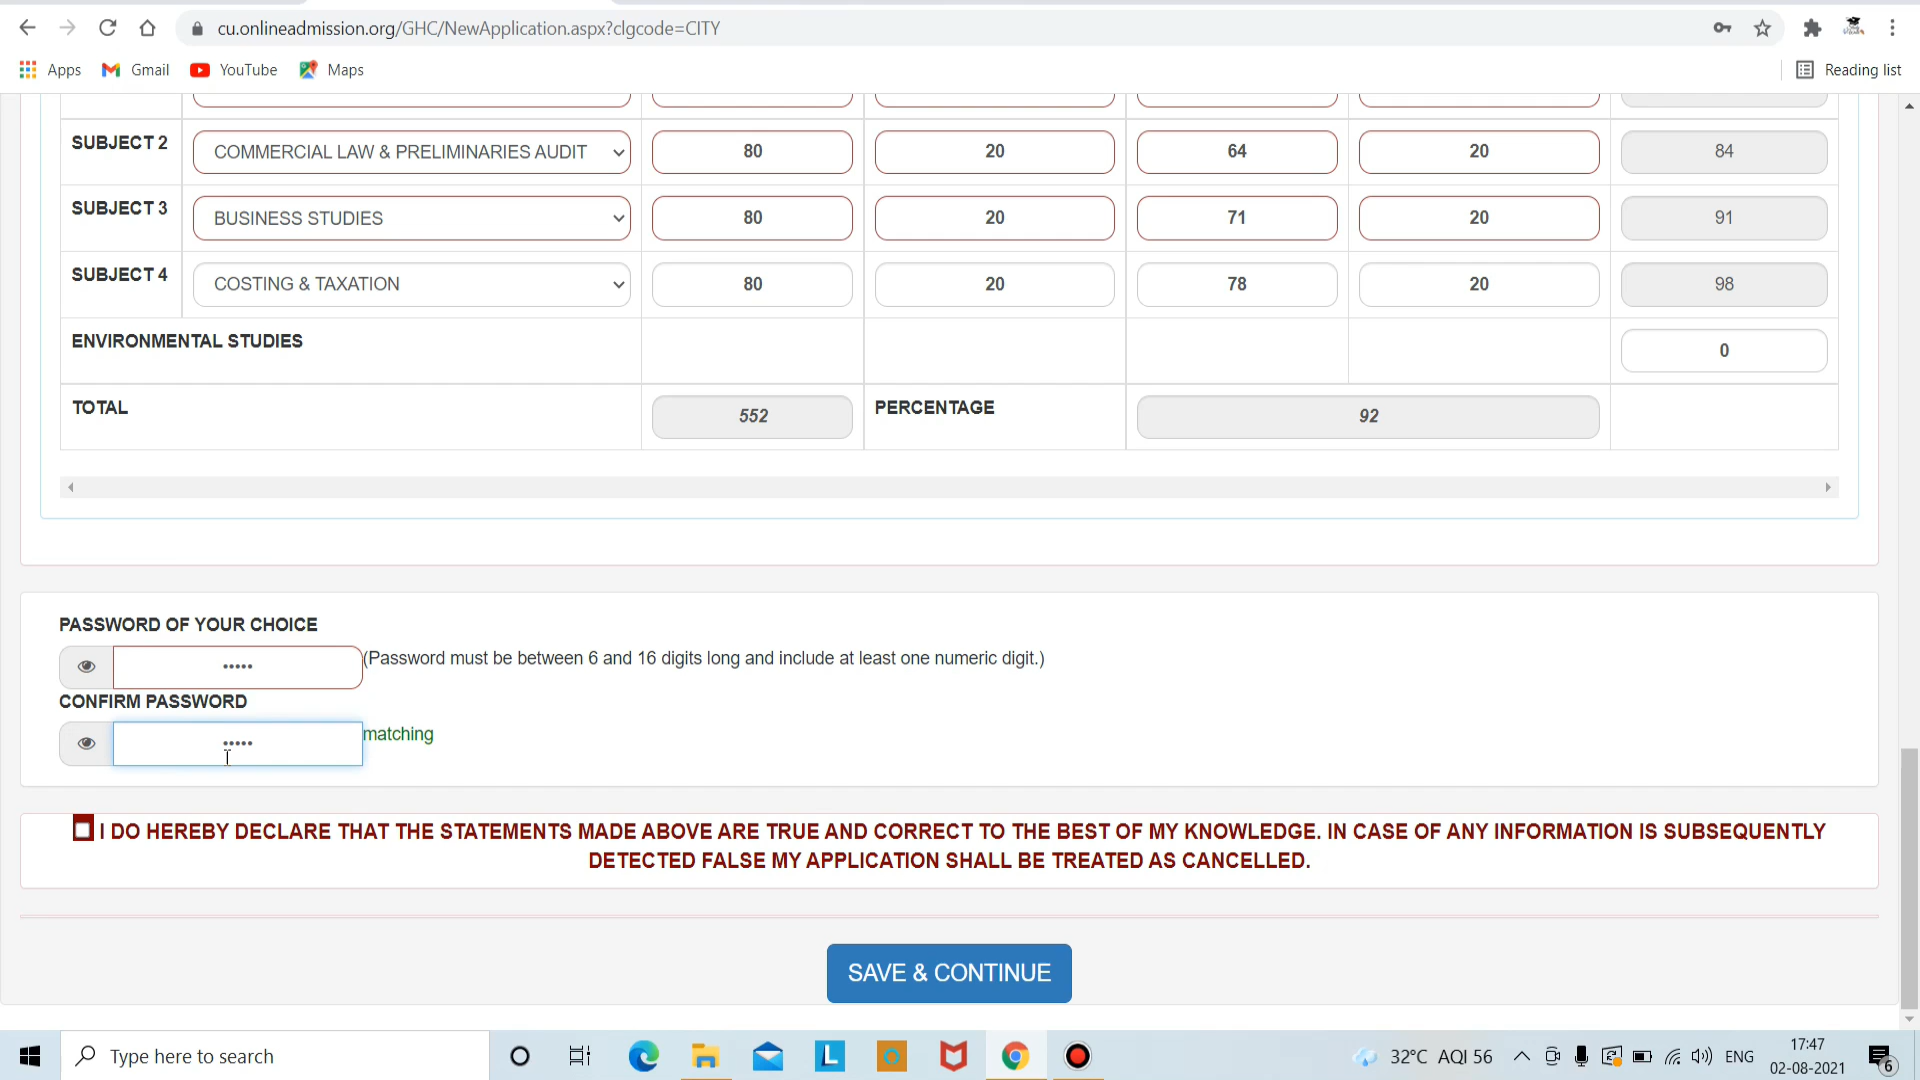 cu.onlineadmission.org/GHC/NewApplication.aspx?clgcode=CITY
Apps Gmail YouTube Maps Reading list
SUBJECT 2 COMMERCIAL LAW & PRELIMINARIES AUDIT 80 20 64 20 84
SUBJECT 3 BUSINESS STUDIES 80 20 71 20 91
SUBJECT 4 COSTING & TAXATION 80 20 78 20 98
ENVIRONMENTAL STUDIES 0
TOTAL 552 PERCENTAGE 92
PASSWORD OF YOUR CHOICE
••••• (Password must be between 6 and 16 digits long and include at least one numeric digit.)
CONFIRM PASSWORD
••••• matching
I DO HEREBY DECLARE THAT THE STATEMENTS MADE ABOVE ARE TRUE AND CORRECT TO THE BEST OF MY KNOWLEDGE. IN CASE OF ANY INFORMATION IS SUBSEQUENTLY
DETECTED FALSE MY APPLICATION SHALL BE TREATED AS CANCELLED.
SAVE & CONTINUE
Type here to search L 32°C AQI 56 ENG 17:47
02-08-2021 6